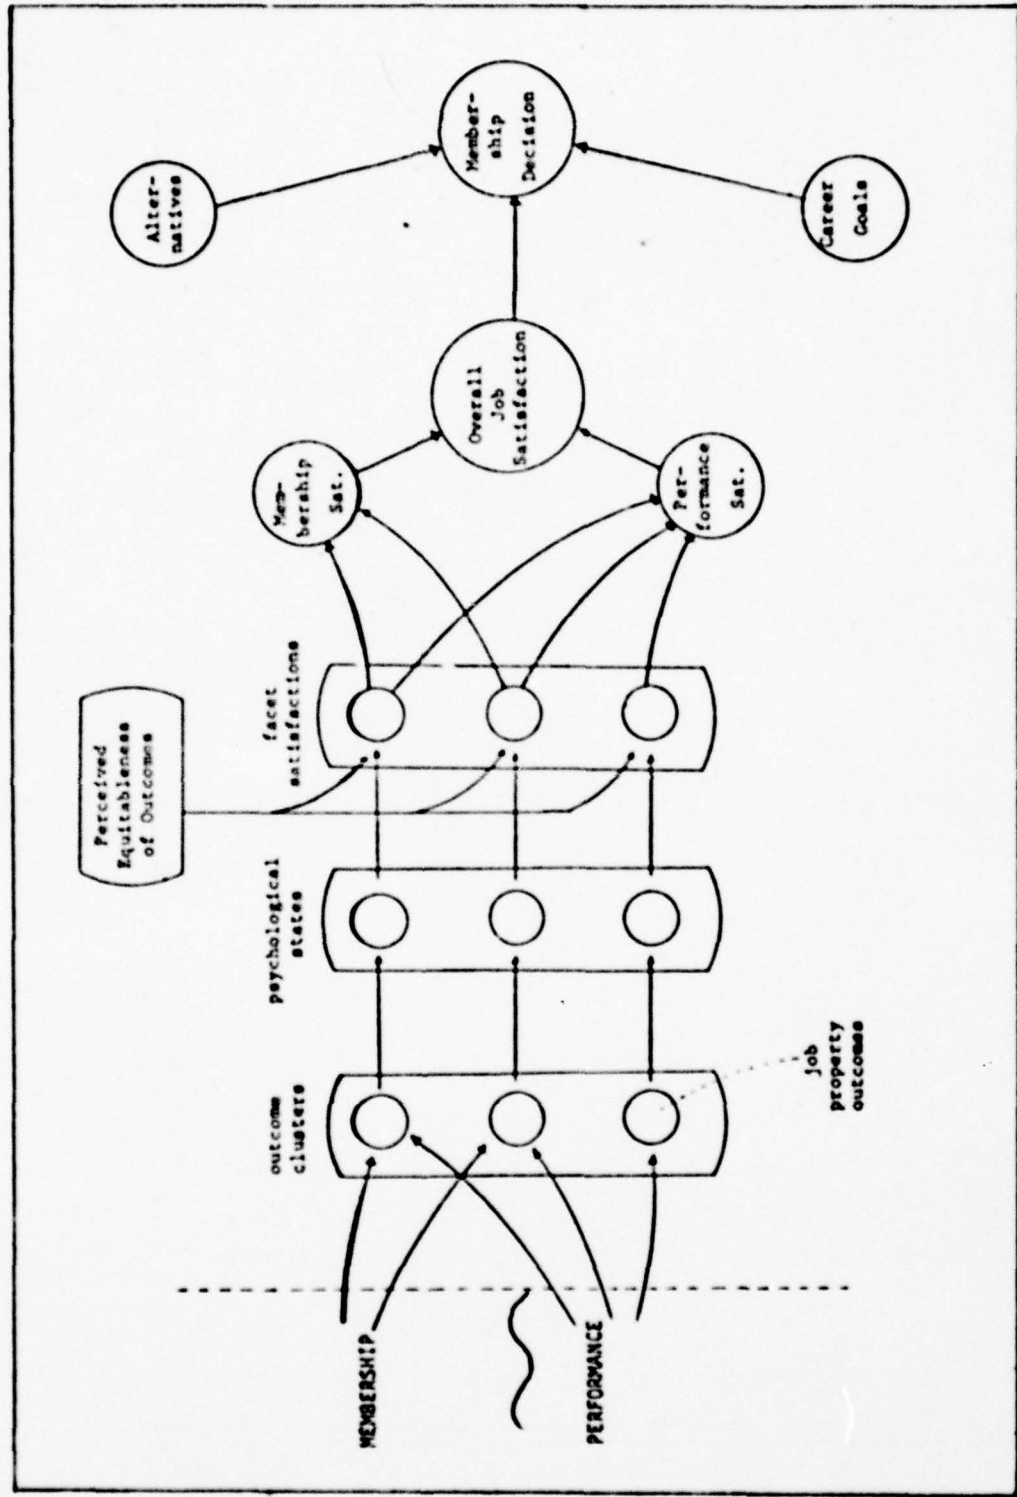 MEMBERSHIP
PERFORMANCE
outcome
clusters
job
property
outcomes
psychological
states
Perceived
Equitableness
of Outcomes
facet
satisfactions
Mem-
bership
Sat.
Per-
formance
Sat.
Overall
Job
Satisfaction
Alter-
natives
Member-
ship
Decision
Career
Goals